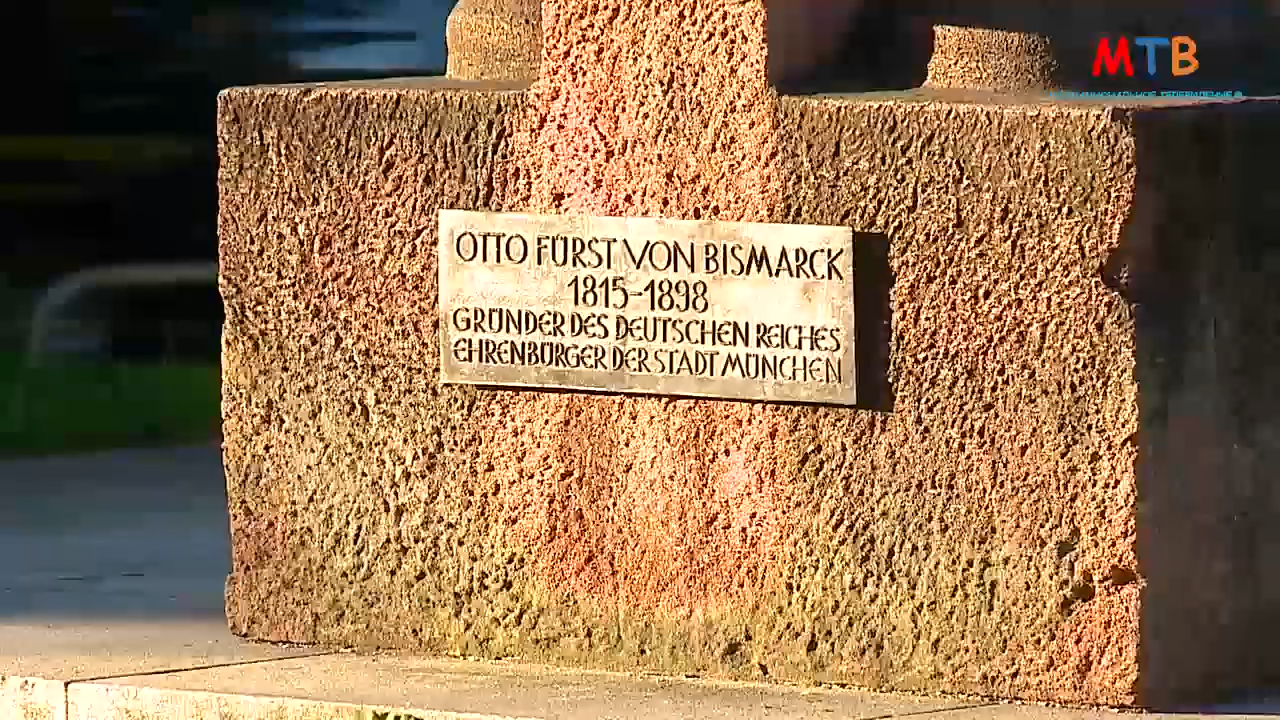 MTB
OTTO FÜRST VON BISMARCK
1815-1898
GRÜNDER DES DEUTSCHEN REICHES
EHRENBÜRGER DER STADT MÜNCHEN